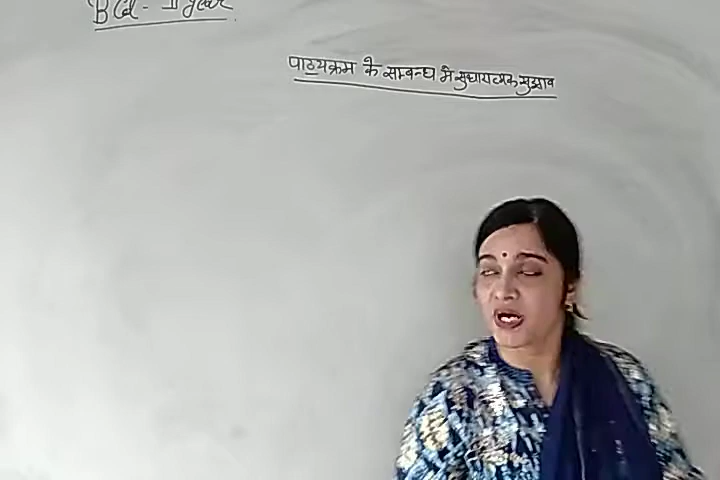 B Ed - II year
पाठ्यक्रम के सम्बन्ध में सुधारात्मक सुझाव